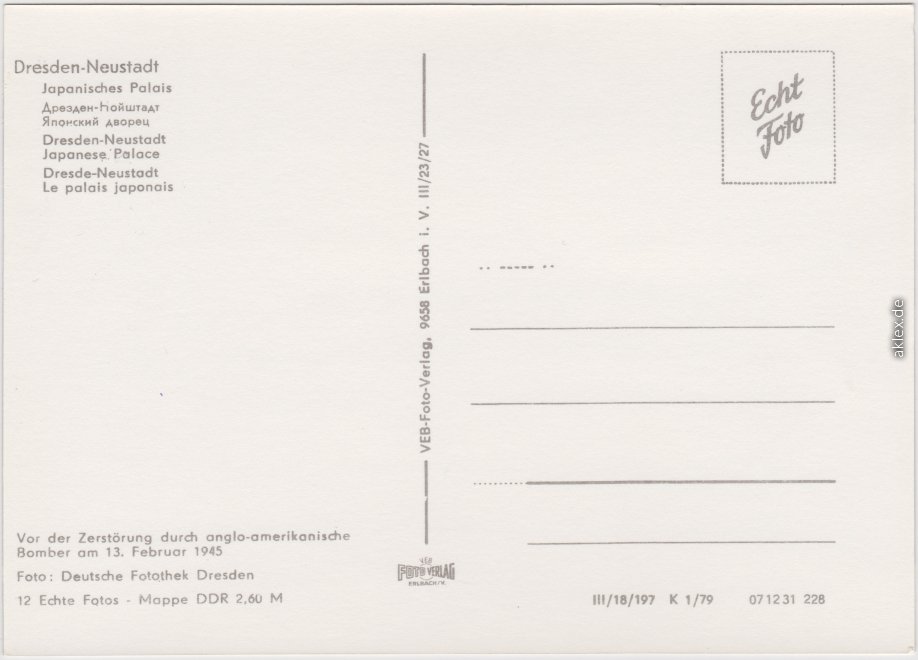 Dresden-Neustadt
Japanisches Palais
Дрезден-Нойштадт
Японский дворец
Dresden-Neustadt
Japanese Palace
Dresde-Neustadt
Le palais japonais
Vor der Zerstörung durch anglo-amerikanische
Bomber am 13. Februar 1945
Foto: Deutsche Fotothek Dresden
12 Echte Fotos - Mappe DDR 2,60 M
VEB-Foto-Verlag, 9658 Erlbach i. V. III/23/27
VEB
FOTO VERLAG
ERLBACH/V.
Echt
Foto
III/18/197 K 1/79 07 12 31 228
aklex.de